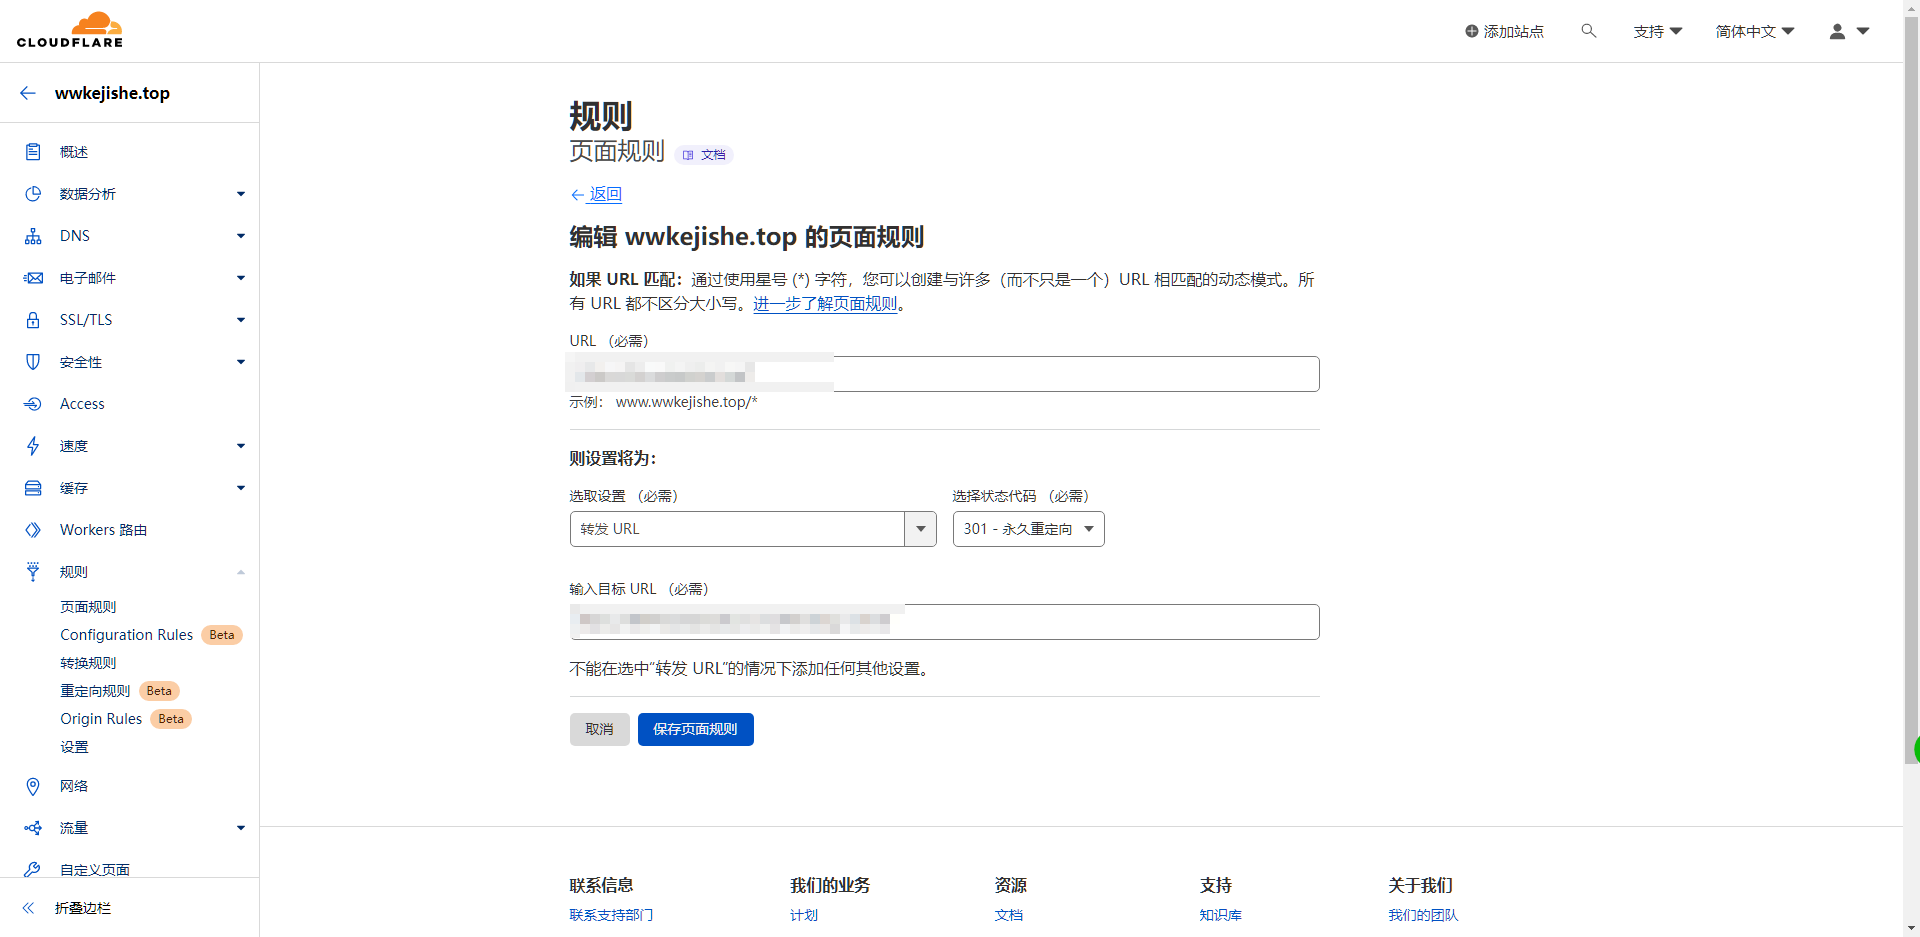 CLOUDFLARE
添加站点
支持
简体中文
wwkejishe.top
概述
数据分析
DNS
电子邮件
SSL/TLS
安全性
Access
速度
缓存
Workers 路由
规则
页面规则
Configuration Rules Beta
转换规则
重定向规则 Beta
Origin Rules Beta
设置
网络
流量
自定义页面
折叠边栏
规则
页面规则 文档
返回
编辑 wwkejishe.top 的页面规则
如果 URL 匹配：通过使用星号 (*) 字符，您可以创建与许多（而不只是一个）URL 相匹配的动态模式。所
有 URL 都不区分大小写。进一步了解页面规则。
URL （必需）
示例： www.wwkejishe.top/*
则设置将为：
选取设置 （必需） 选择状态代码 （必需）
转发 URL 301 - 永久重定向
输入目标 URL （必需）
不能在选中“转发 URL”的情况下添加任何其他设置。
取消 保存页面规则
联系信息 我们的业务 资源 支持 关于我们
联系支持部门 计划 文档 知识库 我们的团队